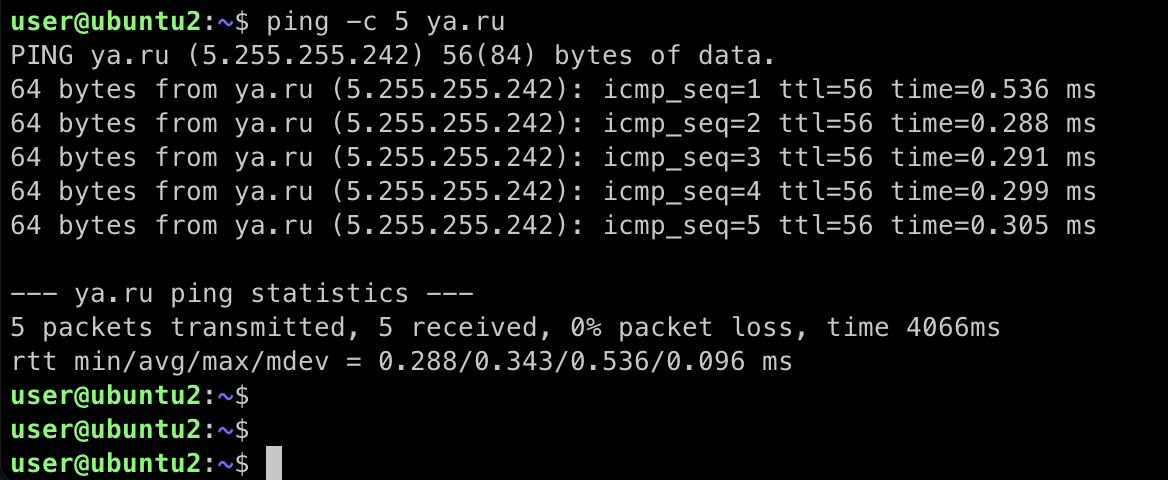 user@ubuntu2:~$ ping -c 5 ya.ru
PING ya.ru (5.255.255.242) 56(84) bytes of data.
64 bytes from ya.ru (5.255.255.242): icmp_seq=1 ttl=56 time=0.536 ms
64 bytes from ya.ru (5.255.255.242): icmp_seq=2 ttl=56 time=0.288 ms
64 bytes from ya.ru (5.255.255.242): icmp_seq=3 ttl=56 time=0.291 ms
64 bytes from ya.ru (5.255.255.242): icmp_seq=4 ttl=56 time=0.299 ms
64 bytes from ya.ru (5.255.255.242): icmp_seq=5 ttl=56 time=0.305 ms

--- ya.ru ping statistics ---
5 packets transmitted, 5 received, 0% packet loss, time 4066ms
rtt min/avg/max/mdev = 0.288/0.343/0.536/0.096 ms
user@ubuntu2:~$
user@ubuntu2:~$
user@ubuntu2:~$